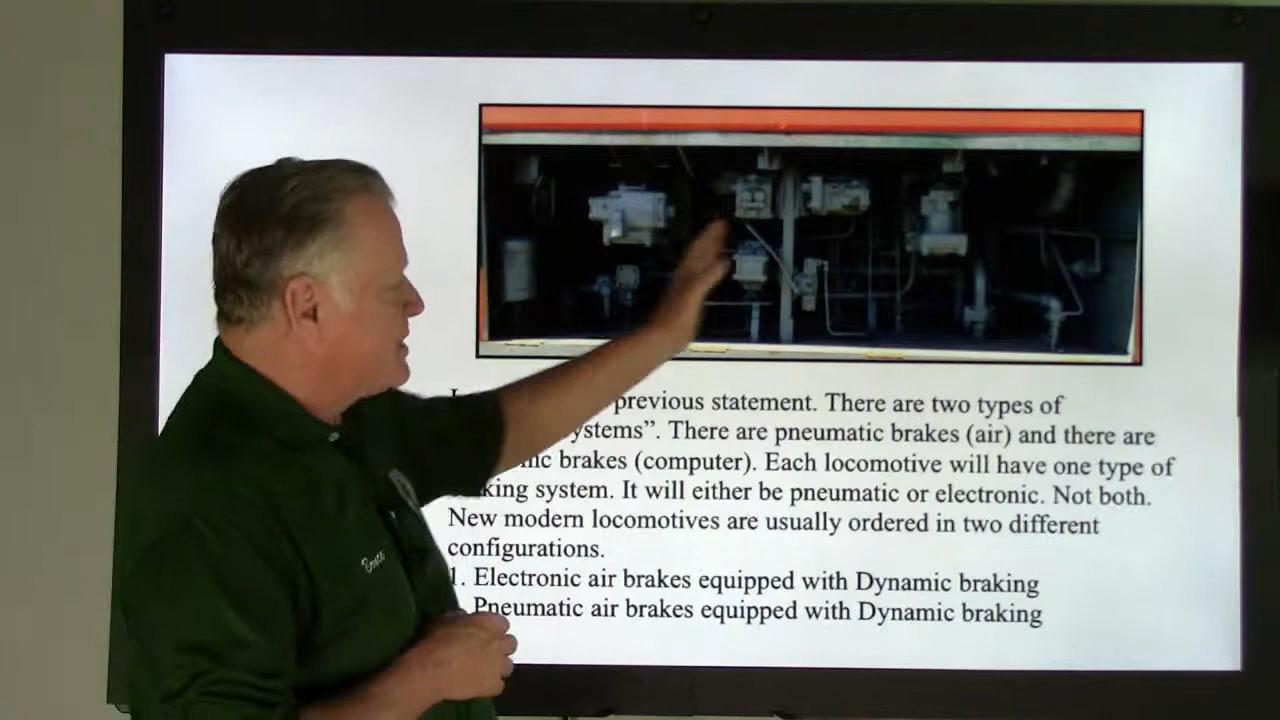 previous statement. There are two types of
ystems”. There are pneumatic brakes (air) and there are
brakes (computer). Each locomotive will have one type of
king system. It will either be pneumatic or electronic. Not both.
New modern locomotives are usually ordered in two different
configurations.
1. Electronic air brakes equipped with Dynamic braking
Pneumatic air brakes equipped with Dynamic braking